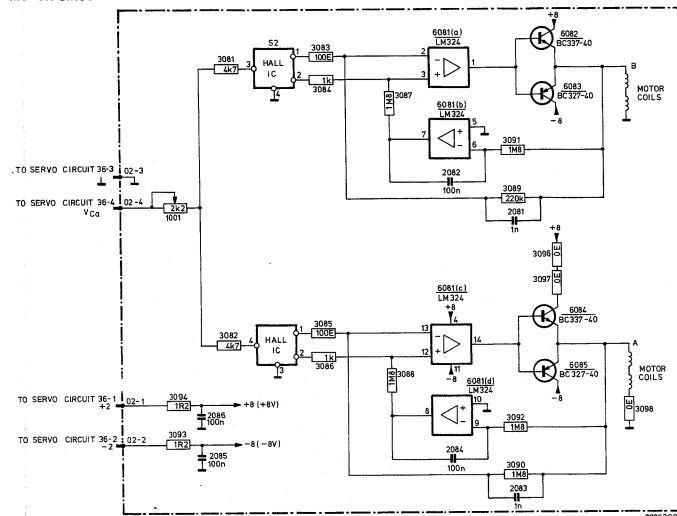 +8
6082
BC337-40
S2
HALL
IC
1
2
3
4
3081
4k7
3083
100E
1k
3084
6081(a)
LM324
2
3
−
+
1
6083
BC327-40
-8
B
MOTOR
COILS
3087
1M8
6081(b)
LM324
7
+
5
−
6
3091
1M8
2082
100n
3089
220k
2081
1n
TO SERVO CIRCUIT 36-3
02-3
TO SERVO CIRCUIT 36-4
02-4
VCa
2k2
1001
+8
3096
0E
3097
0E
6081(c)
LM324
+8
4
13
12
−
+
14
11
-8
6084
BC337-40
6085
BC327-40
-8
A
MOTOR
COILS
0E
3098
3082
4k7
4
HALL
IC
1
2
3
3085
100E
1k
3086
1M8
3088
6081(d)
LM324
10
+
−
8
9
3092
1M8
2084
100n
3090
1M8
2083
1n
TO SERVO CIRCUIT 36-1
+2
02-1
3094
1R2
+8 (+8V)
2086
100n
TO SERVO CIRCUIT 36-2
-2
02-2
3093
1R2
-8 (-8V)
2085
100n